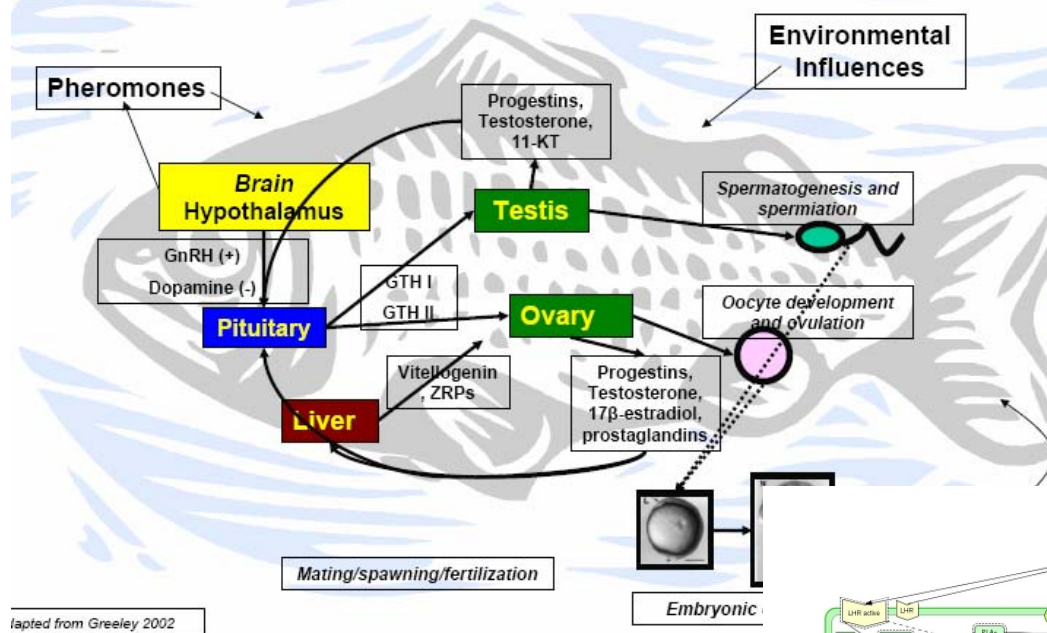 Environmental
Influences
Pheromones
Progestins,
Testosterone,
11-KT
Brain
Hypothalamus
Testis
Spermatogenesis and
spermiation
GnRH (+)
Dopamine (-)
GTH I
GTH II
Pituitary
Ovary
Oocyte development
and ovulation
Vitellogenin
, ZRPs
Progestins,
Testosterone,
17β-estradiol,
prostaglandins
Liver
Mating/spawning/fertilization
Embryonic
LHR active
LHR
apted from Greeley 2002